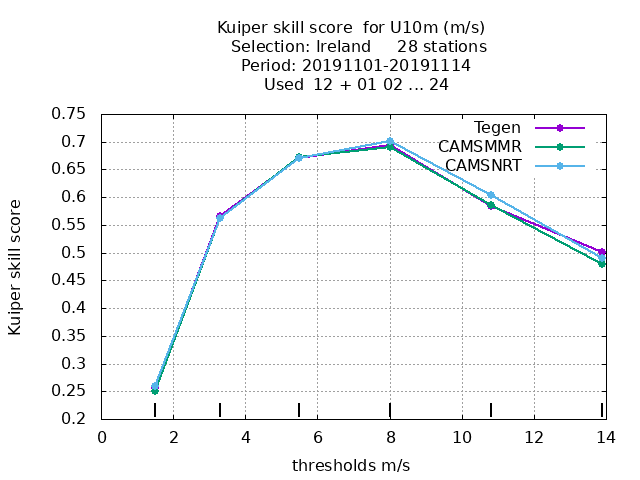 Kuiper skill score  for U10m (m/s)
Selection: Ireland     28 stations
Period: 20191101-20191114
Used  12 + 01 02 ... 24
0.75
0.7
0.65
0.6
0.55
0.5
0.45
0.4
0.35
0.3
0.25
0.2
Kuiper skill score
Tegen
CAMSMMR
CAMSNRT
0 2 4 6 8 10 12 14
thresholds m/s